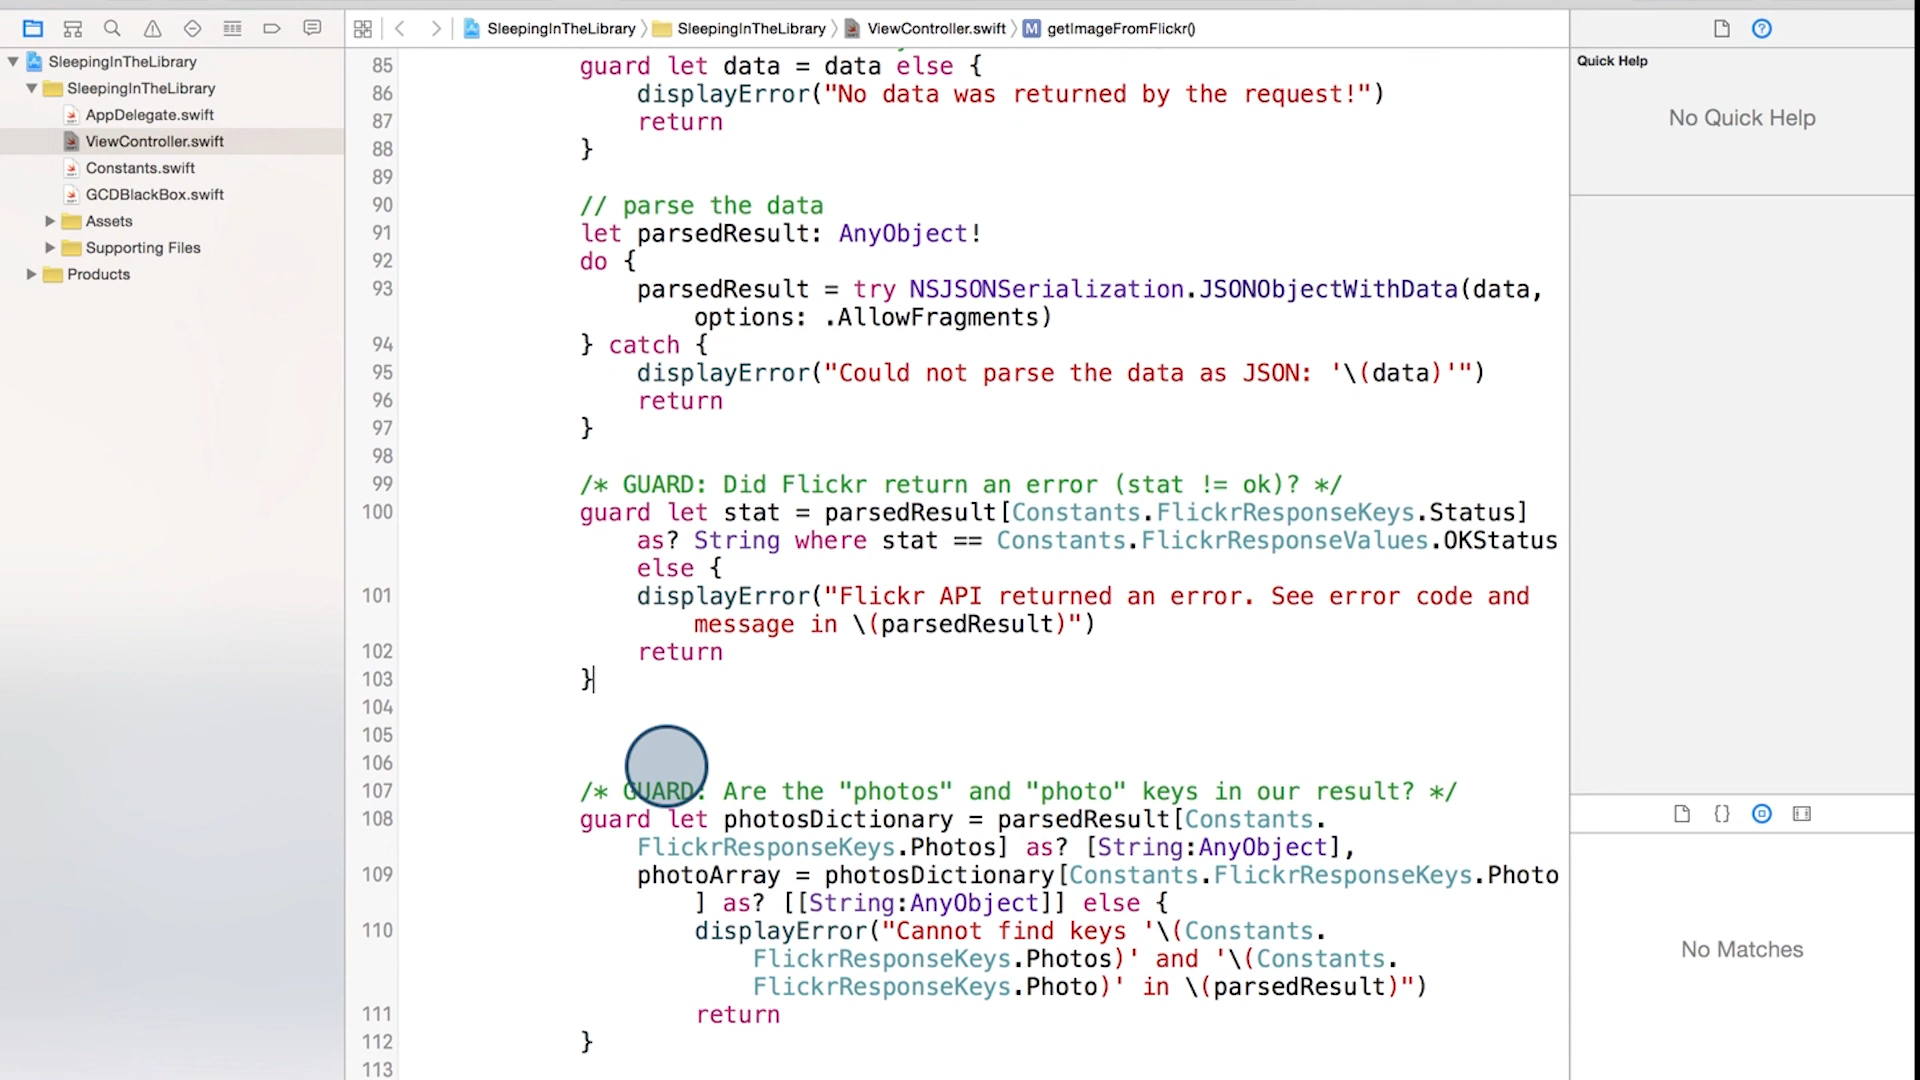 SleepingInTheLibrary
SleepingInTheLibrary
ViewController.swift
M
getImageFromFlickr()
SleepingInTheLibrary
SleepingInTheLibrary
AppDelegate.swift
ViewController.swift
Constants.swift
GCDBlackBox.swift
Assets
Supporting Files
Products
85 guard let data = data else {
86 displayError("No data was returned by the request!")
87 return
88 }
89
90 // parse the data
91 let parsedResult: AnyObject!
92 do {
93 parsedResult = try NSJSONSerialization.JSONObjectWithData(data,
options: .AllowFragments)
94 } catch {
95 displayError("Could not parse the data as JSON: '\(data)'")
96 return
97 }
98
99 /* GUARD: Did Flickr return an error (stat != ok)? */
100 guard let stat = parsedResult[Constants.FlickrResponseKeys.Status]
as? String where stat == Constants.FlickrResponseValues.OKStatus
else {
101 displayError("Flickr API returned an error. See error code and
message in \(parsedResult)")
102 return
103 }
104
105
106
107 /* GUARD: Are the "photos" and "photo" keys in our result? */
108 guard let photosDictionary = parsedResult[Constants.
FlickrResponseKeys.Photos] as? [String:AnyObject],
109 photoArray = photosDictionary[Constants.FlickrResponseKeys.Photo
] as? [[String:AnyObject]] else {
110 displayError("Cannot find keys '\(Constants.
FlickrResponseKeys.Photos)' and '\(Constants.
FlickrResponseKeys.Photo)' in \(parsedResult)")
111 return
112 }
113
Quick Help
No Quick Help
{}
No Matches